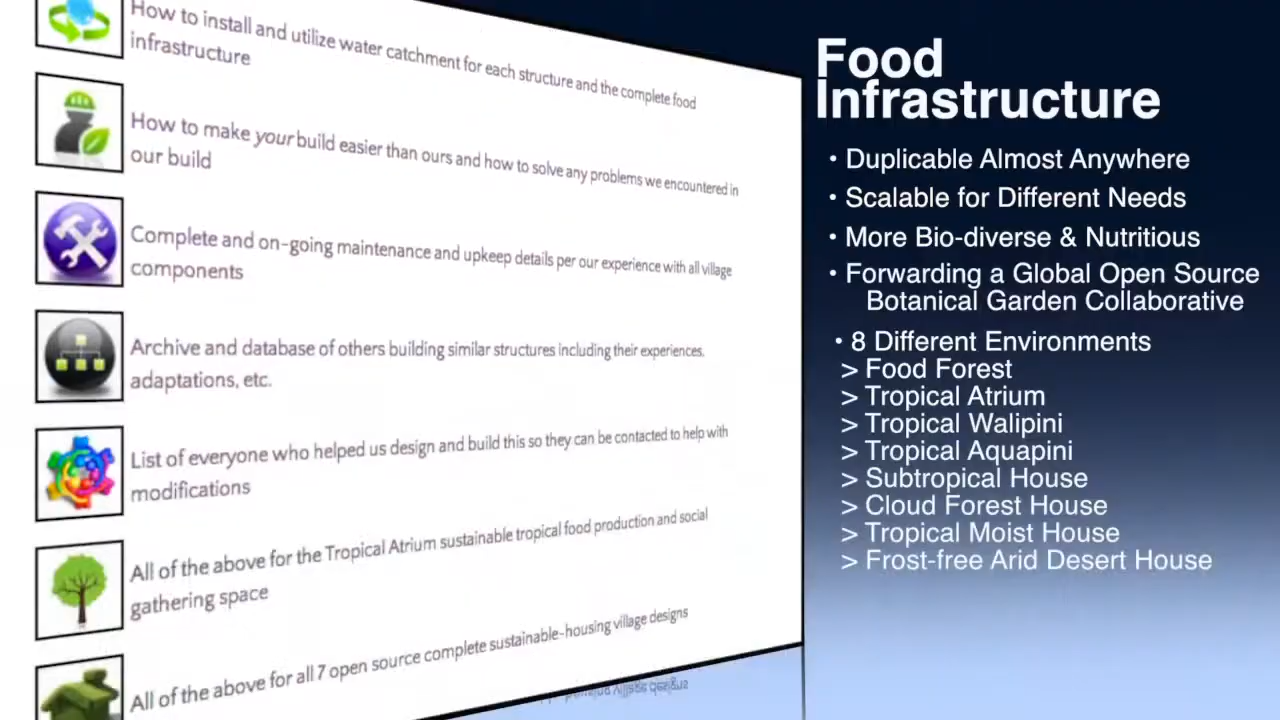 How to install and utilize water catchment for each structure and the complete food
infrastructure
How to make your build easier than ours and how to solve any problems we encountered in
our build
Complete and on-going maintenance and upkeep details per our experience with all village
components
Archive and database of others building similar structures including their experiences,
adaptations, etc.
List of everyone who helped us design and build this so they can be contacted to help with
modifications
All of the above for the Tropical Atrium sustainable tropical food production and social
gathering space
All of the above for all 7 open source complete sustainable-housing village designs
Food
Infrastructure
• Duplicable Almost Anywhere
• Scalable for Different Needs
• More Bio-diverse & Nutritious
• Forwarding a Global Open Source
Botanical Garden Collaborative
• 8 Different Environments
> Food Forest
> Tropical Atrium
> Tropical Walipini
> Tropical Aquapini
> Subtropical House
> Cloud Forest House
> Tropical Moist House
> Frost-free Arid Desert House